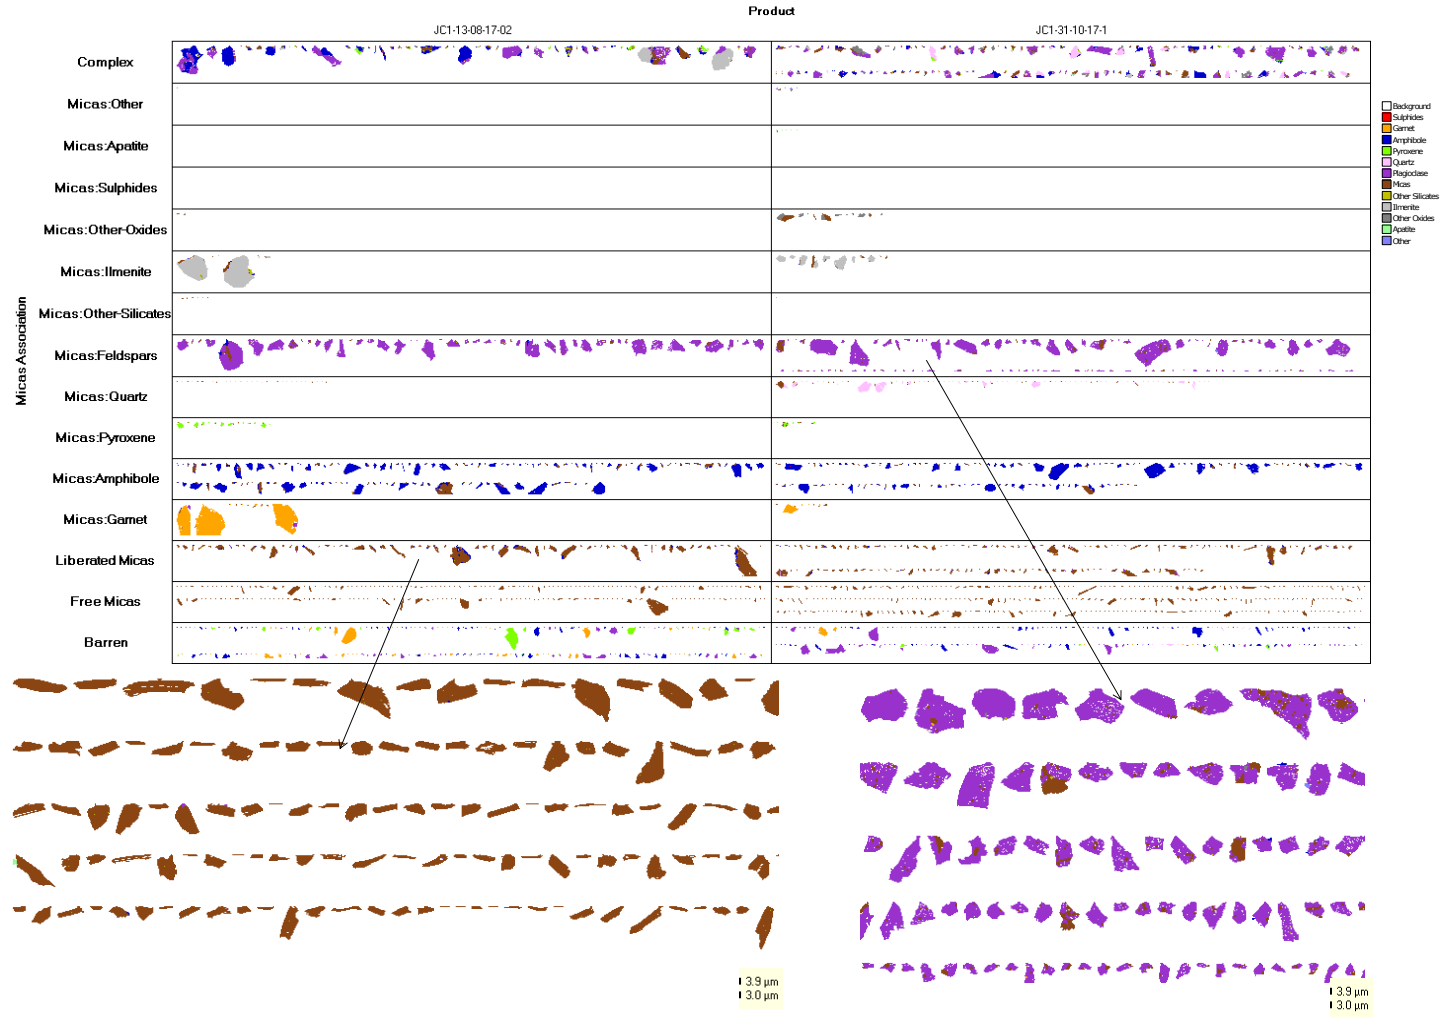 Product
JC1-13-08-17-02
JC1-31-10-17-1
Micas Association
Complex
Micas:Other
Micas:Apatite
Micas:Sulphides
Micas:Other-Oxides
Micas:Ilmenite
Micas:Other-Silicates
Micas:Feldspars
Micas:Quartz
Micas:Pyroxene
Micas:Amphibole
Micas:Garnet
Liberated Micas
Free Micas
Barren
Background
Sulphides
Garnet
Amphibole
Pyroxene
Quartz
Plagioclase
Micas
Other Silicates
Ilmenite
Other Oxides
Apatite
Other
3.9 µm
3.0 µm
3.9 µm
3.0 µm